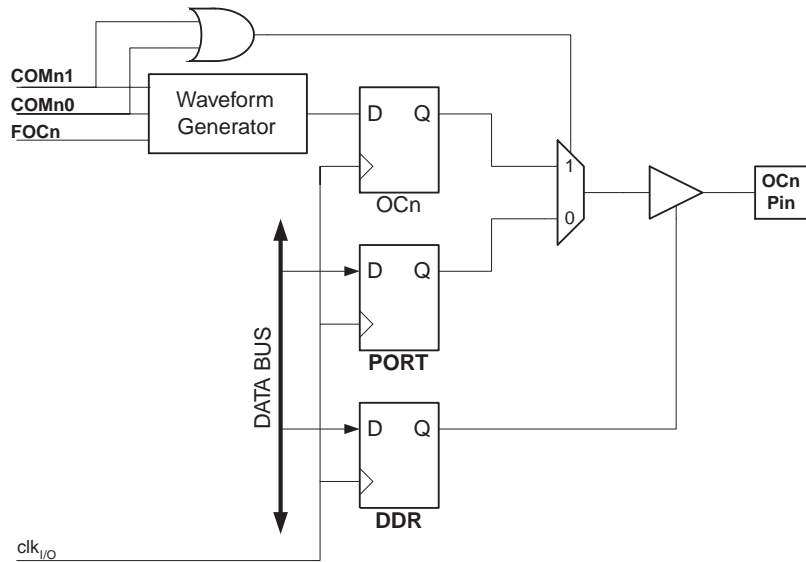 COMn1
COMn0
FOCn
Waveform
Generator
D Q
OCn
1
0
OCn
Pin
D Q
PORT
DATA BUS
D Q
DDR
clkI/O